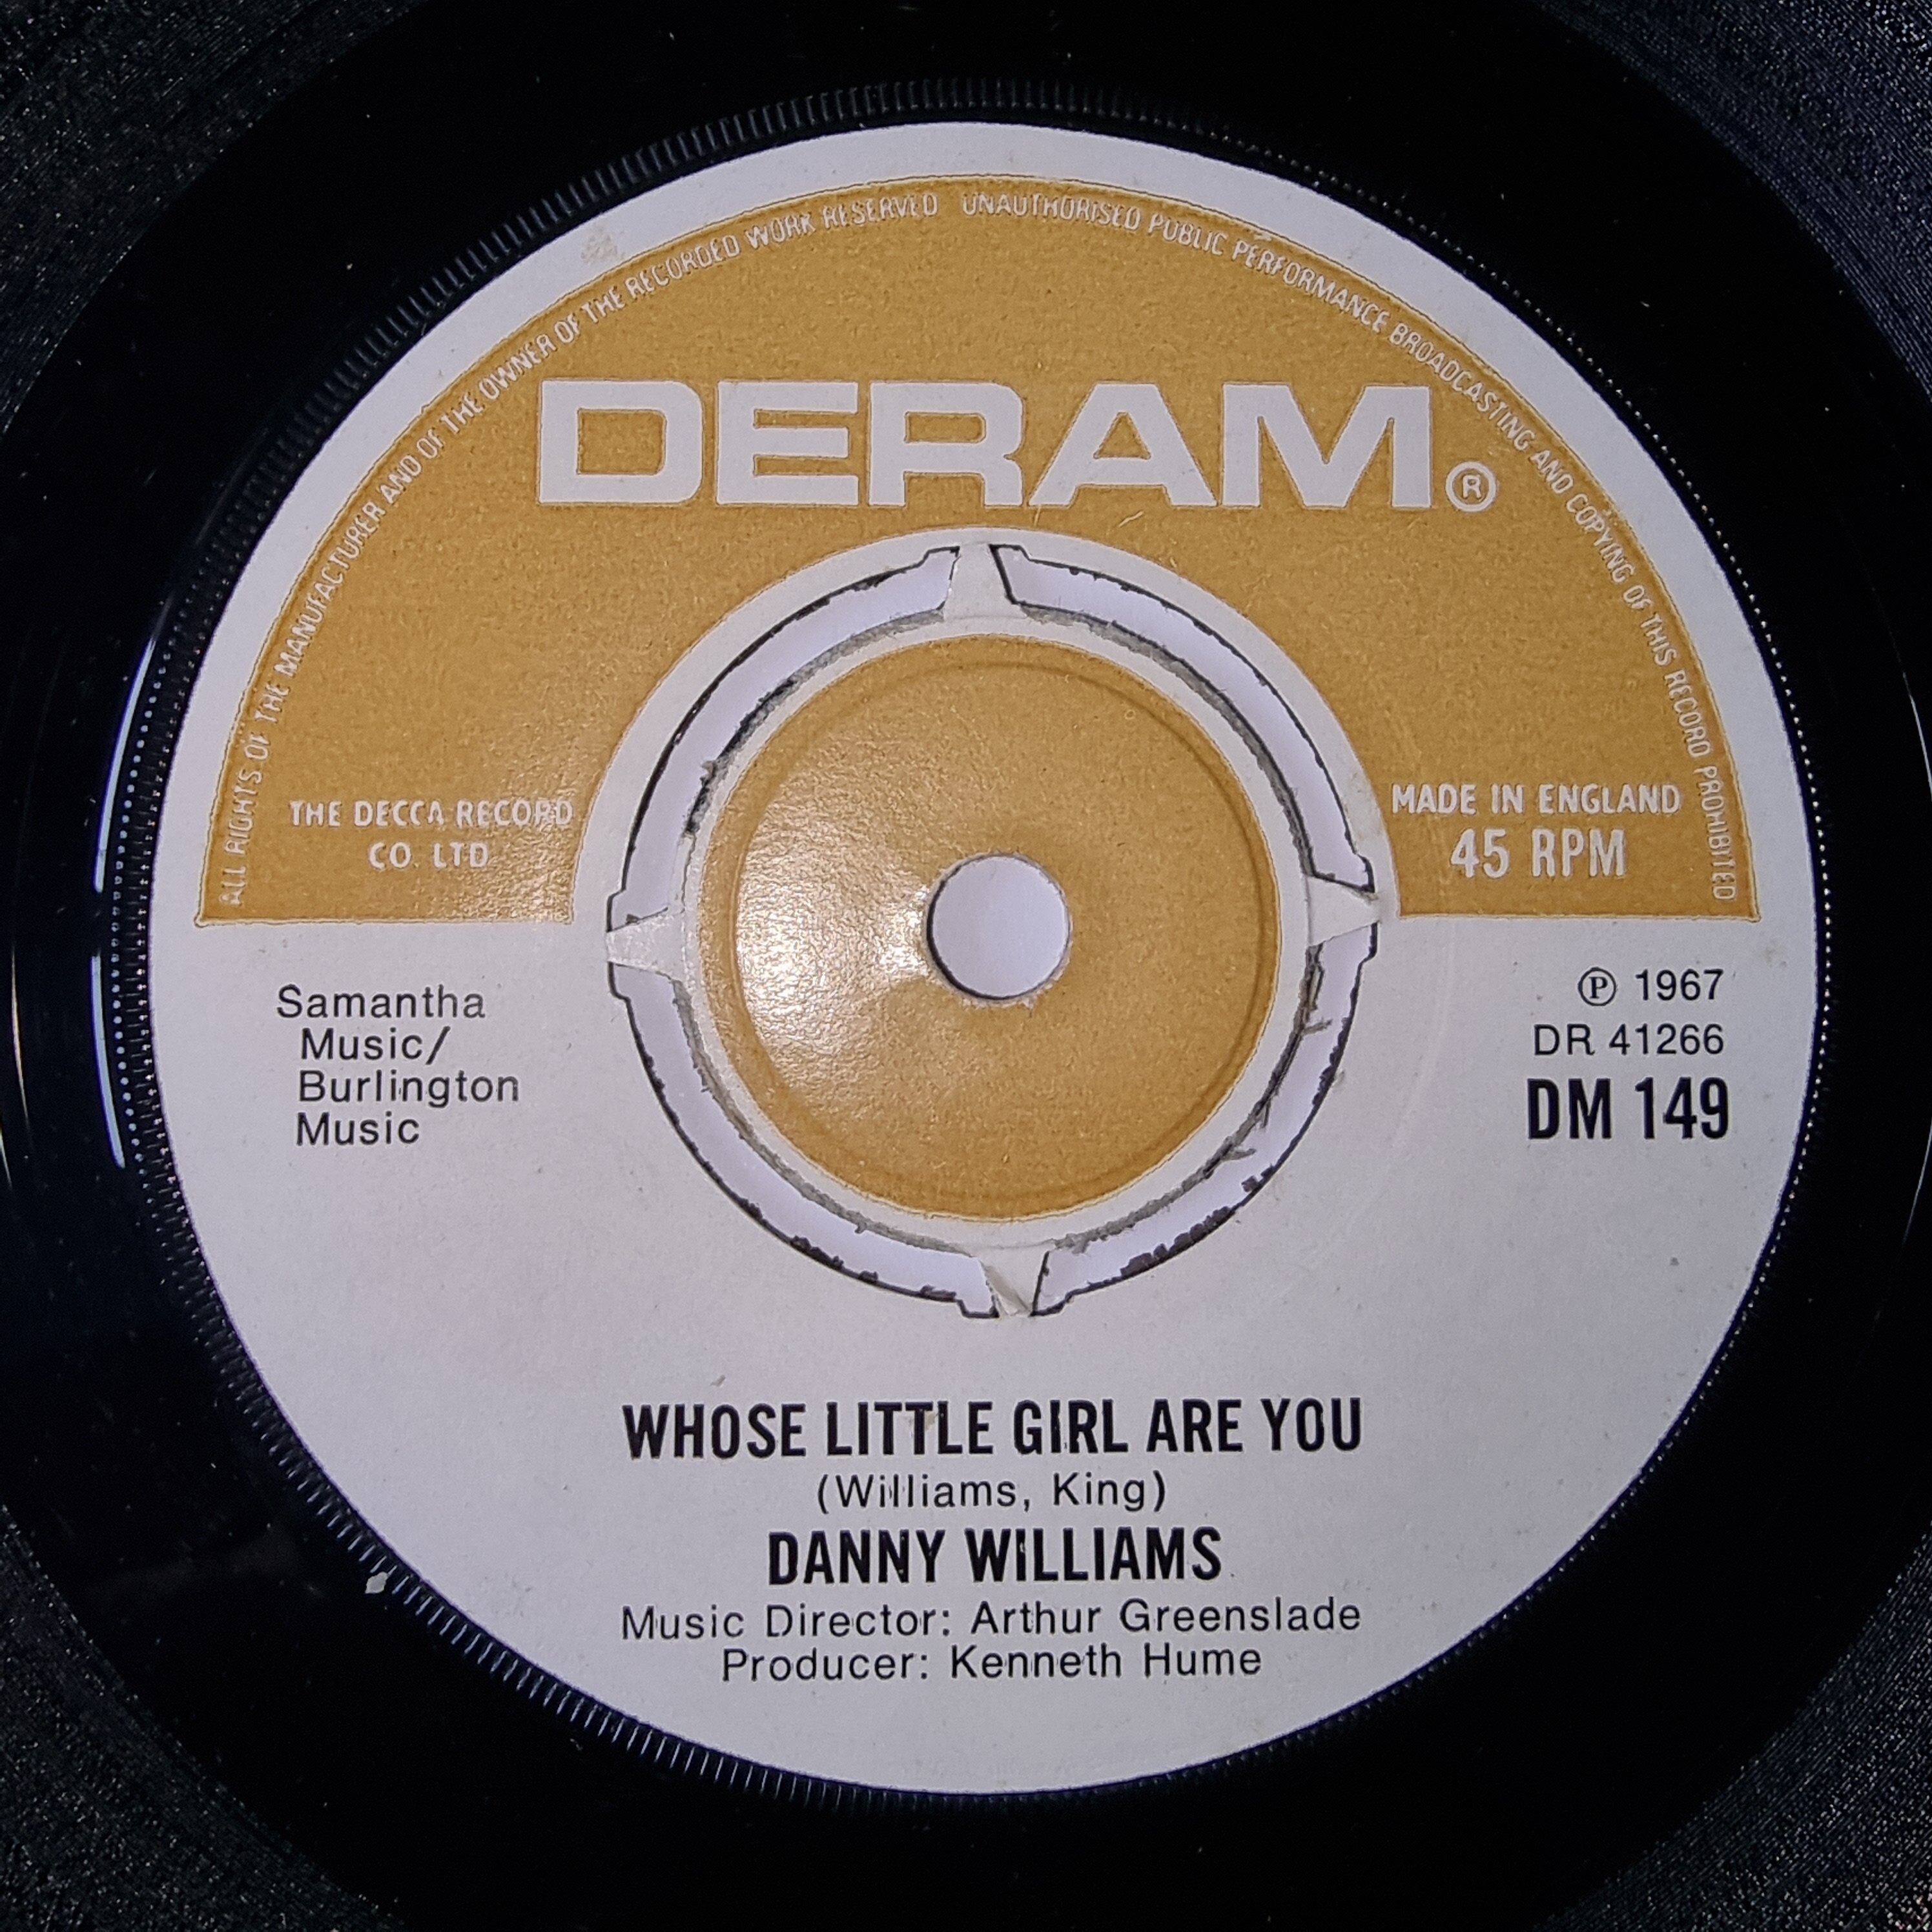 ALL RIGHTS OF THE MANUFACTURER AND OF THE OWNER OF THE RECORDED WORK RESERVED UNAUTHORISED PUBLIC PERFORMANCE BROADCASTING AND COPYING OF THIS RECORD PROHIBITED
DERAM®
THE DECCA RECORD
CO. LTD
MADE IN ENGLAND
45 RPM
Samantha
Music/
Burlington
Music
℗ 1967
DR 41266
DM 149
WHOSE LITTLE GIRL ARE YOU
(Williams, King)
DANNY WILLIAMS
Music Director: Arthur Greenslade
Producer: Kenneth Hume